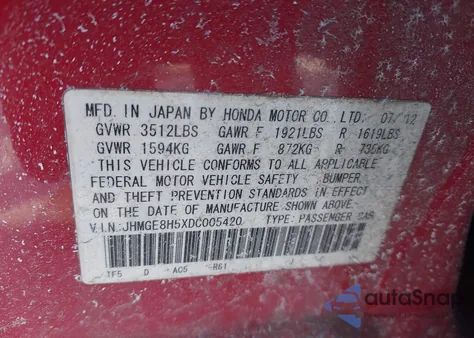 MFD. IN JAPAN BY HONDA MOTOR CO., LTD. 07/12
GVWR 3512LBS GAWR F 1921LBS R 1619LBS
GVWR 1594KG GAWR F 872KG R 735KG
THIS VEHICLE CONFORMS TO ALL APPLICABLE
FEDERAL MOTOR VEHICLE SAFETY, BUMPER,
AND THEFT PREVENTION STANDARDS IN EFFECT
ON THE DATE OF MANUFACTURE SHOWN ABOVE.
V.I.N.: JHMGE8H5XDC005420 TYPE: PASSENGER CAR
D AC5 R61
autoSnap